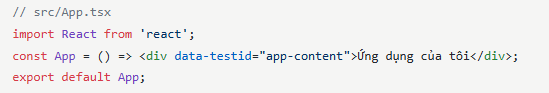 // src/App.tsx
import React from 'react';
const App = () => <div data-testid="app-content">Ứng dụng của tôi</div>;
export default App;